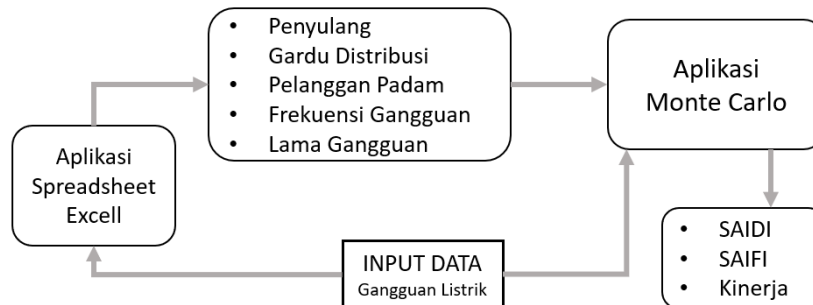 • Penyulang
• Gardu Distribusi
• Pelanggan Padam
• Frekuensi Gangguan
• Lama Gangguan
Aplikasi
Monte Carlo
Aplikasi
Spreadsheet
Excell
INPUT DATA
Gangguan Listrik
• SAIDI
• SAIFI
• Kinerja